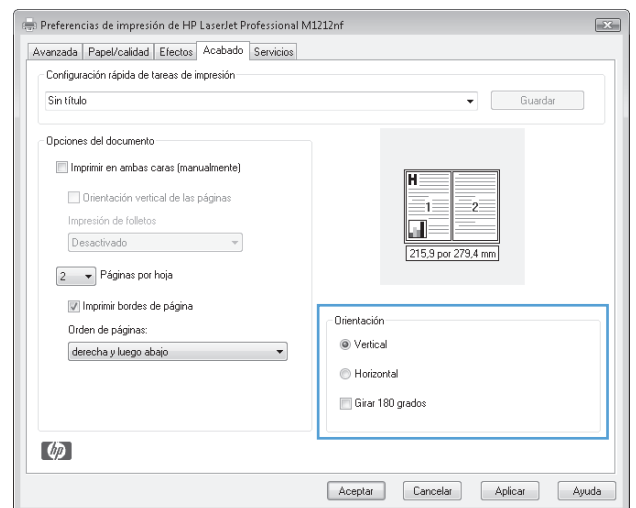 Preferencias de impresión de HP LaserJet Professional M1212nf
Avanzada Papel/calidad Efectos Acabado Servicios
Configuración rápida de tareas de impresión
Sin título Guardar
Opciones del documento
Imprimir en ambas caras (manualmente)
Orientación vertical de las páginas
Impresión de folletos
Desactivado
2 Páginas por hoja
Imprimir bordes de página
Orden de páginas:
derecha y luego abajo
H
1 2
215,9 por 279,4 mm
Orientación
Vertical
Horizontal
Girar 180 grados
hp
Aceptar Cancelar Aplicar Ayuda